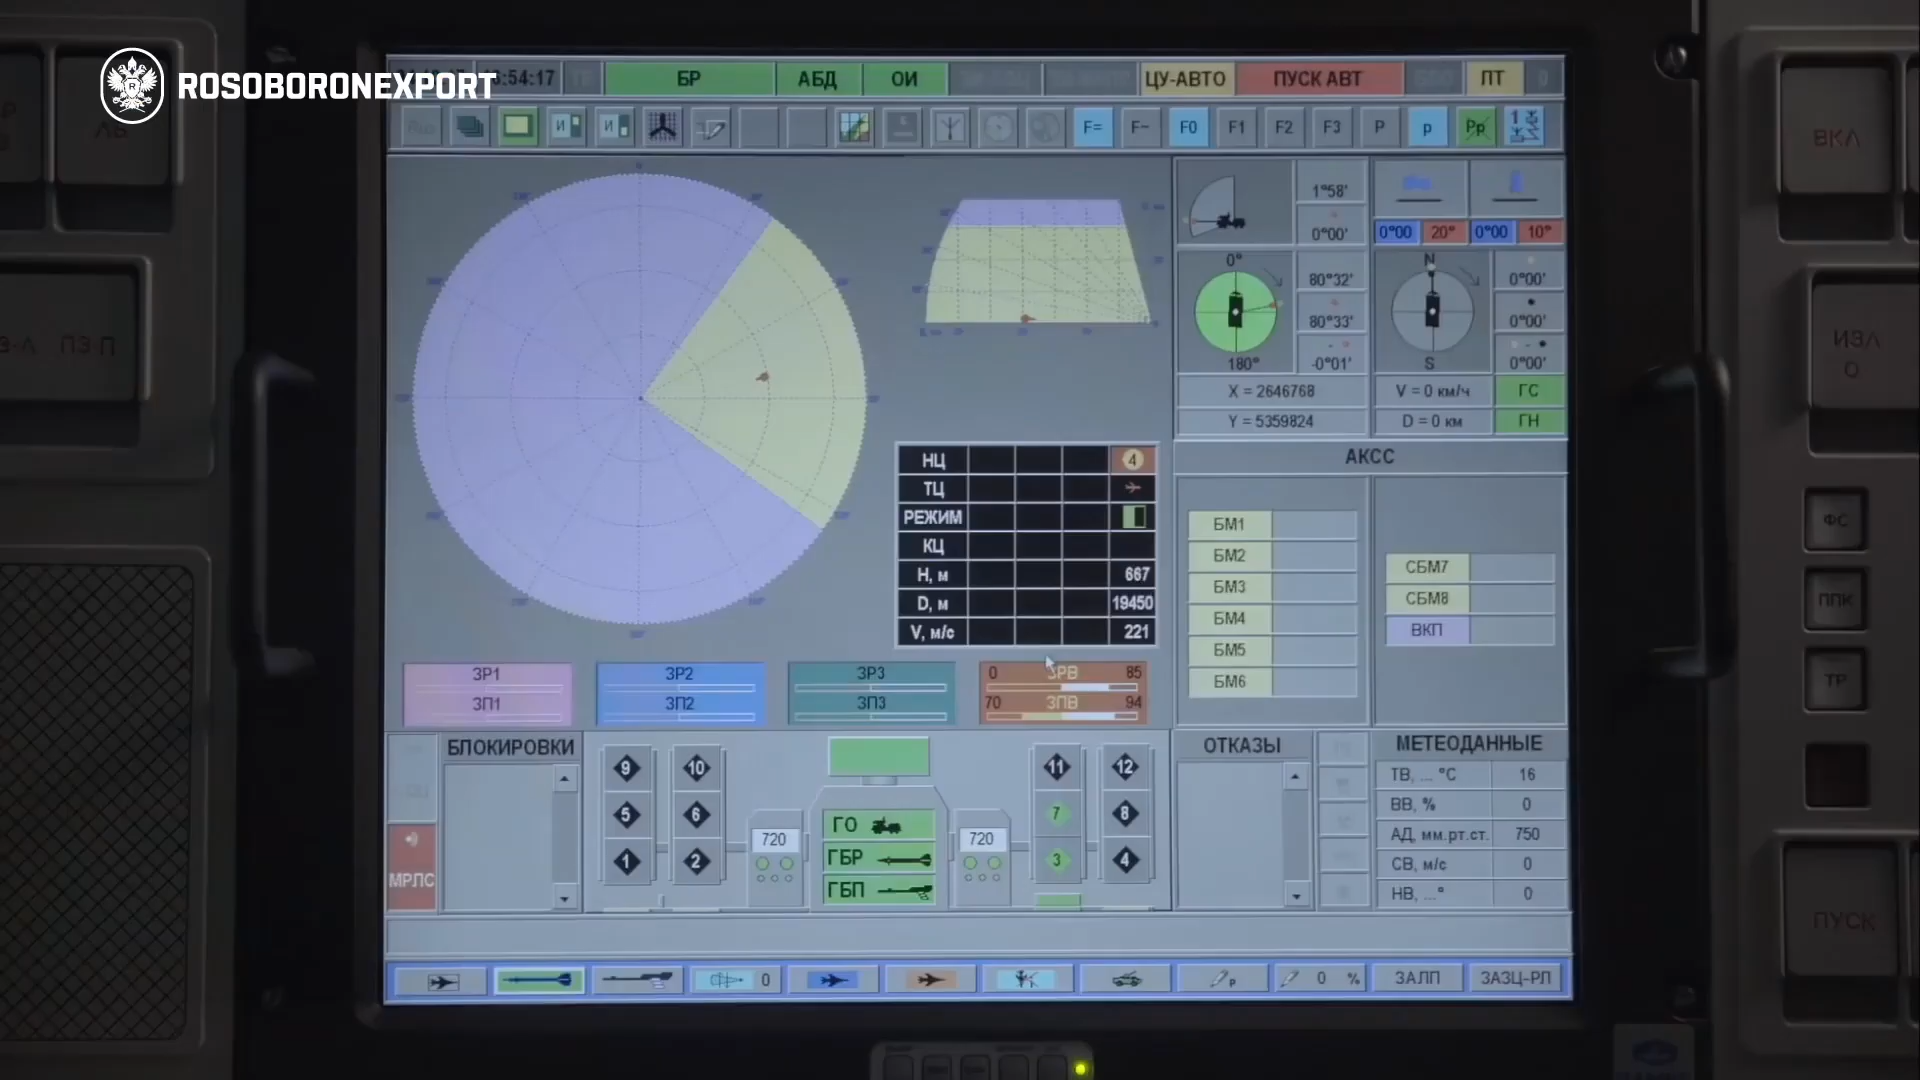 ROSOBORONEXPORT
:54:17
БР
АБД
ОИ
ЦУ-АВТО
ПУСК АВТ
ПТ
F=
F−
F0
F1
F2
F3
P
p
Pp
1
1°58'
0°00'
0°00
20°
0°00
10°
0°
180°
80°32'
80°33'
-0°01'
N
S
0°00'
0°00'
0°00'
X = 2646768
V = 0 км/ч
ГС
Y = 5359824
D = 0 км
ГН
АКСС
НЦ
4
ТЦ
РЕЖИМ
КЦ
Н, м
667
D, м
19450
V, м/с
221
БМ1
БМ2
БМ3
БМ4
БМ5
БМ6
СБМ7
СБМ8
ВКП
ЗР1
ЗП1
ЗР2
ЗП2
ЗР3
ЗП3
0 ЗРВ 85
70 ЗПВ 94
БЛОКИРОВКИ
МРЛС
9 10
5 6
1 2
720
ГО
ГБР
ГБП
720
11 12
7 8
3 4
ОТКАЗЫ
МЕТЕОДАННЫЕ
ТВ, ... °C 16
ВВ, % 0
АД, мм.рт.ст. 750
СВ, м/с 0
НВ, ...° 0
0
P
0 %
ЗАЛП
ЗАЗЦ-РЛ
ВКЛ
ИЗЛ
О
ФС
ППК
ТР
ПУСК
ПЗ П